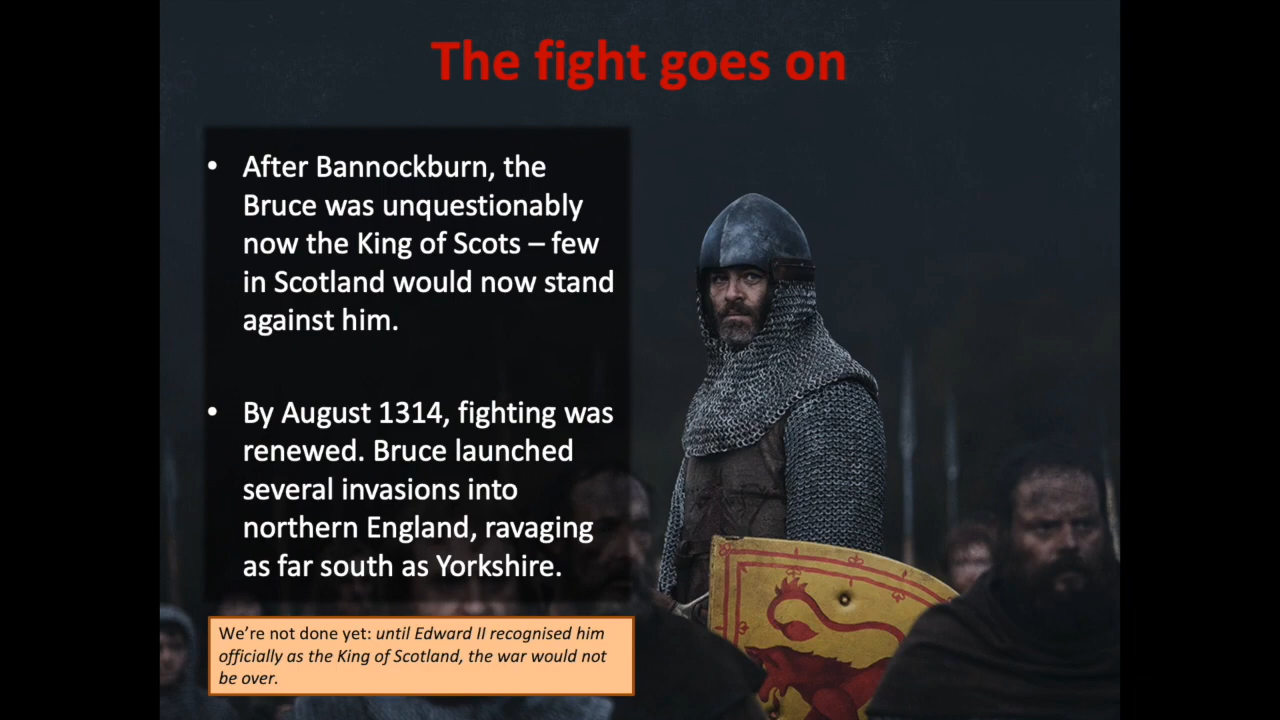 The fight goes on
• After Bannockburn, the
Bruce was unquestionably
now the King of Scots – few
in Scotland would now stand
against him.
• By August 1314, fighting was
renewed. Bruce launched
several invasions into
northern England, ravaging
as far south as Yorkshire.
We’re not done yet: until Edward II recognised him
officially as the King of Scotland, the war would not
be over.